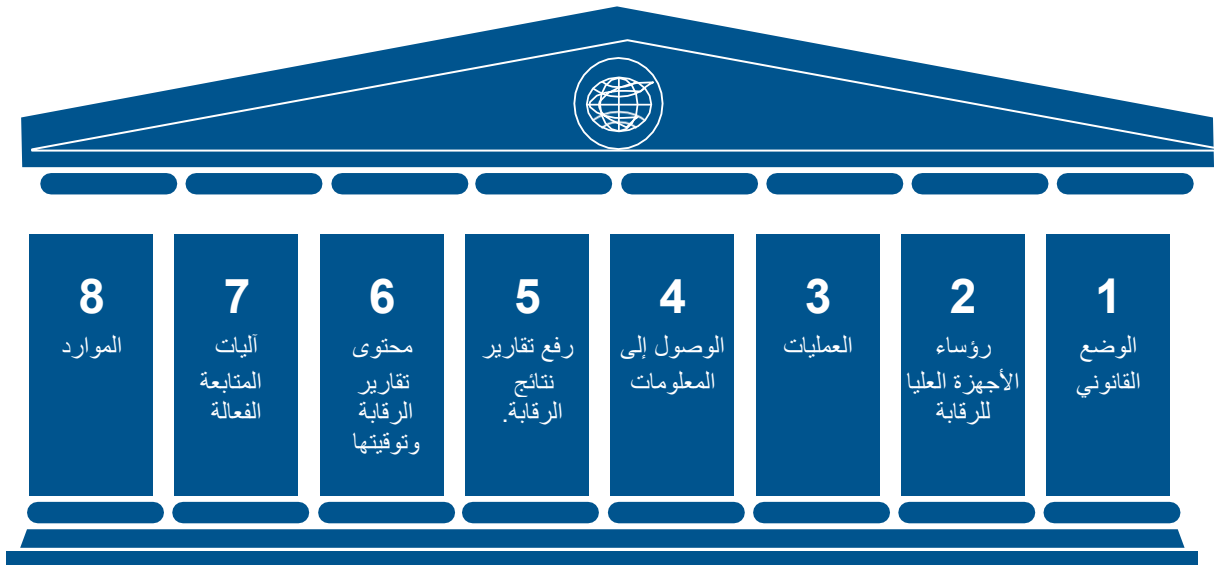 1
الوضع
القانوني
2
رؤساء
الأجهزة العليا
للرقابة
3
العمليات
4
الوصول إلى
المعلومات
5
رفع تقارير
نتائج
الرقابة.
6
محتوى
تقارير
الرقابة
وتوقيتها
7
آليات
المتابعة
الفعالة
8
الموارد